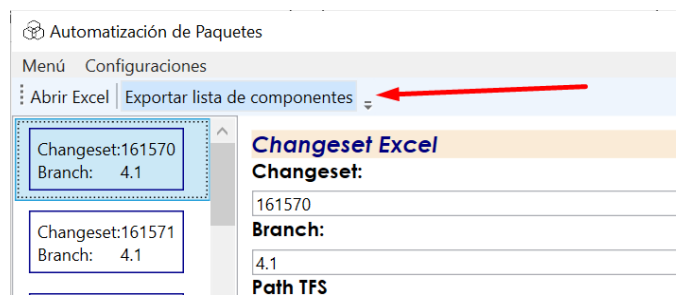 Automatización de Paquetes
Menú Configuraciones
Abrir Excel Exportar lista de componentes
Changeset:161570
Branch: 4.1
Changeset:161571
Branch: 4.1
Changeset Excel
Changeset:
161570
Branch:
4.1
Path TFS